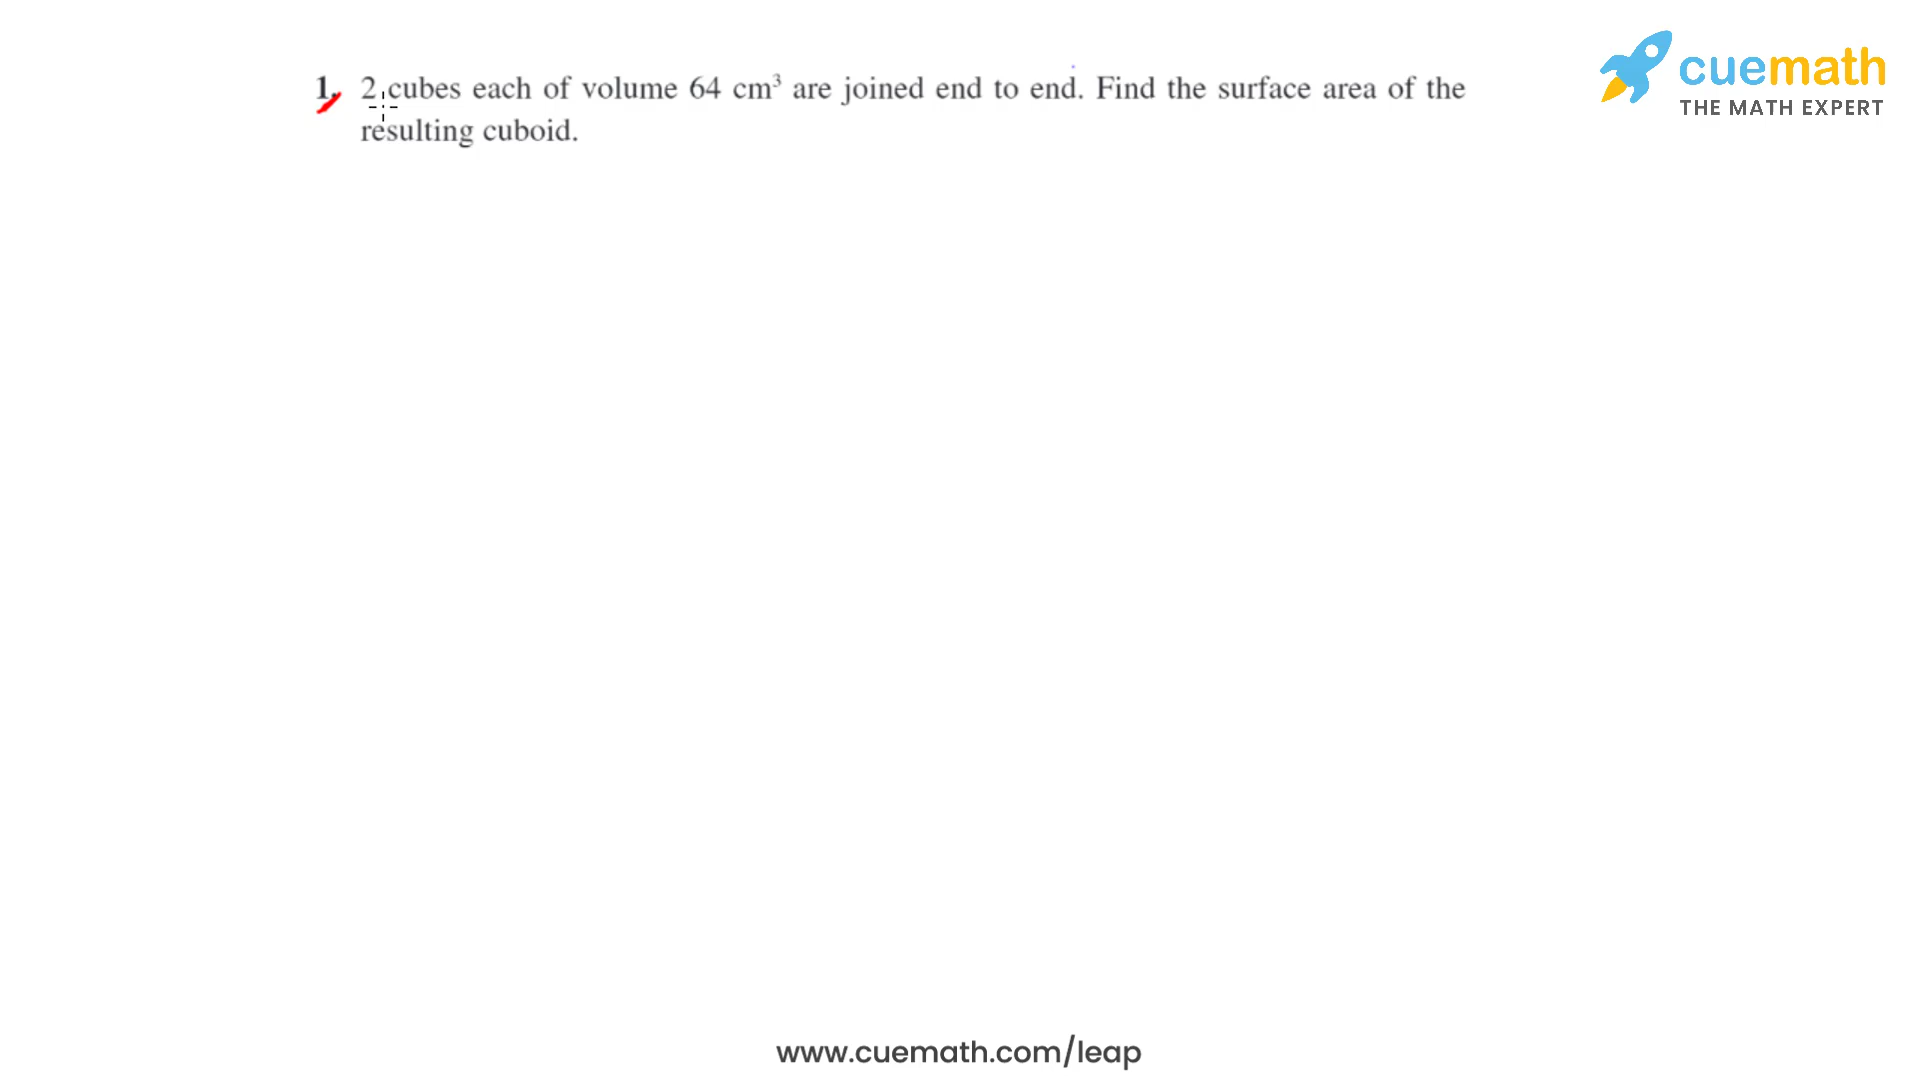 cuemath
THE MATH EXPERT
1. 2 cubes each of volume 64 cm³ are joined end to end. Find the surface area of the
resulting cuboid.
www.cuemath.com/leap